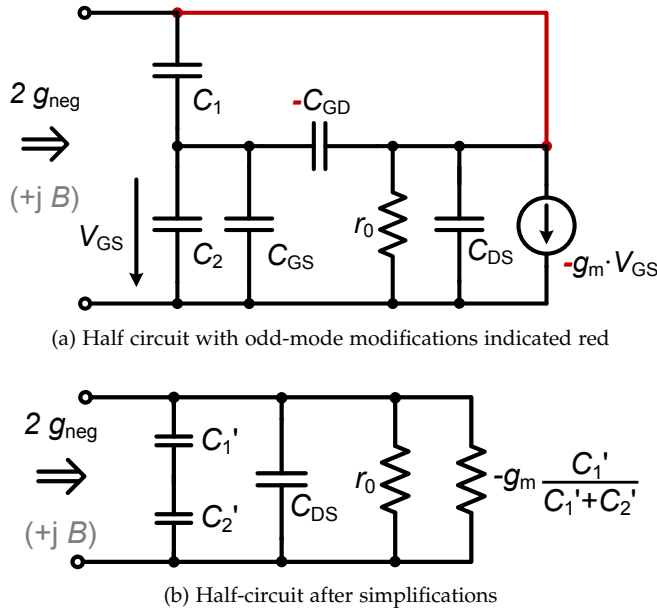 2 gneg
(+j B)
C1
-CGD
VGS
C2
CGS
r0
CDS
-gm·VGS
(a) Half circuit with odd-mode modifications indicated red
2 gneg
(+j B)
C1'
C2'
CDS
r0
-gm C1' / C1'+C2'
(b) Half-circuit after simplifications